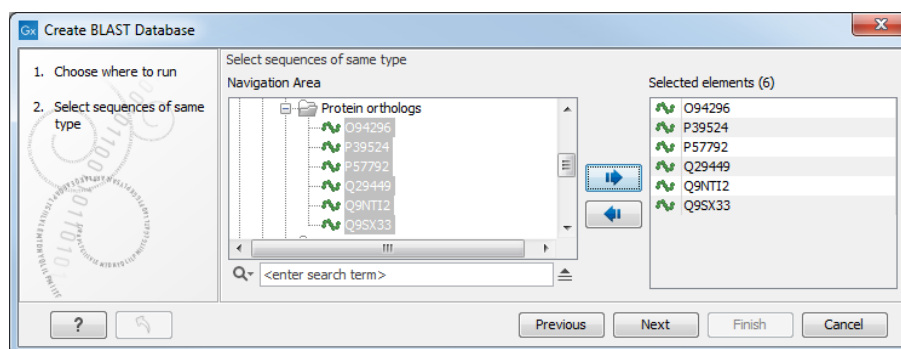 Gx Create BLAST Database
1. Choose where to run
2. Select sequences of same
type
Select sequences of same type
Navigation Area
Protein orthologs
O94296
P39524
P57792
Q29449
Q9NTI2
Q9SX33
<enter search term>
Selected elements (6)
O94296
P39524
P57792
Q29449
Q9NTI2
Q9SX33
?
Previous
Next
Finish
Cancel